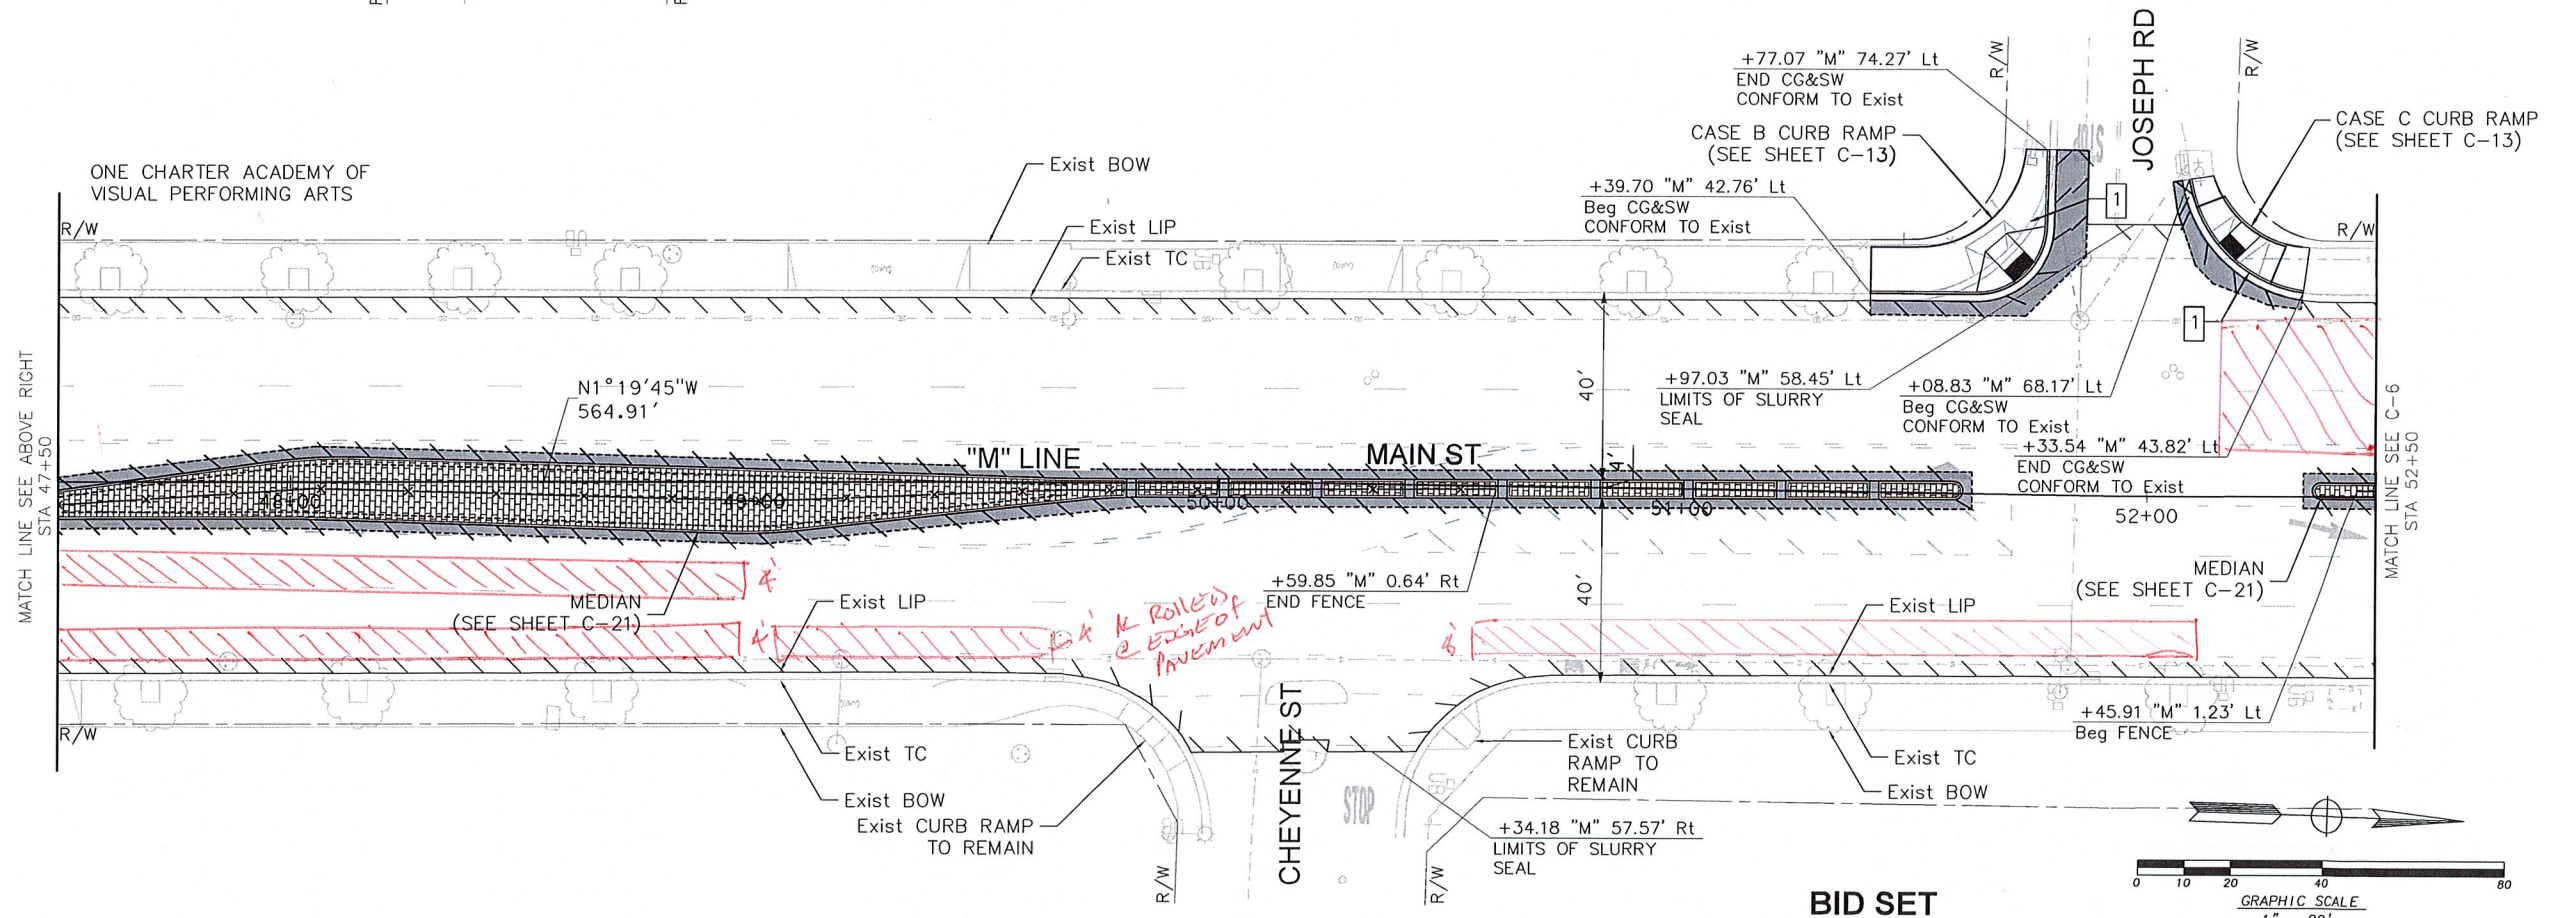 JOSEPH RD
R/W
R/W
+77.07 "M" 74.27' Lt
END CG&SW
CONFORM TO Exist
CASE B CURB RAMP
(SEE SHEET C-13)
CASE C CURB RAMP
(SEE SHEET C-13)
STOP
ONE CHARTER ACADEMY OF
VISUAL PERFORMING ARTS
Exist BOW
+39.70 "M" 42.76' Lt
Beg CG&SW
CONFORM TO Exist
1
R/W
Exist LIP
R/W
Exist TC
1
MATCH LINE SEE ABOVE RIGHT
STA 47+50
N1°19'45"W
564.91'
40'
+97.03 "M" 58.45' Lt
LIMITS OF SLURRY
SEAL
+08.83 "M" 68.17' Lt
Beg CG&SW
CONFORM TO Exist
+33.54 "M" 43.82' Lt
END CG&SW
CONFORM TO Exist
MATCH LINE SEE C-6
STA 52+50
"M" LINE
MAIN ST
4'
48+00
49+00
50+00
51+00
52+00
4'
MEDIAN
(SEE SHEET C-21)
Exist LIP
+59.85 "M" 0.64' Rt
END FENCE
40'
MEDIAN
(SEE SHEET C-21)
Exist LIP
4'
4'
AC ROLLED
@ EDGE OF
PAVEMENT
8'
R/W
Exist TC
Exist BOW
Exist CURB RAMP
TO REMAIN
CHEYENNE ST
STOP
Exist CURB
RAMP TO
REMAIN
+45.91 "M" 1.23' Lt
Beg FENCE
Exist TC
Exist BOW
+34.18 "M" 57.57' Rt
LIMITS OF SLURRY
SEAL
R/W
R/W
BID SET
0 10 20 40 80
GRAPHIC SCALE